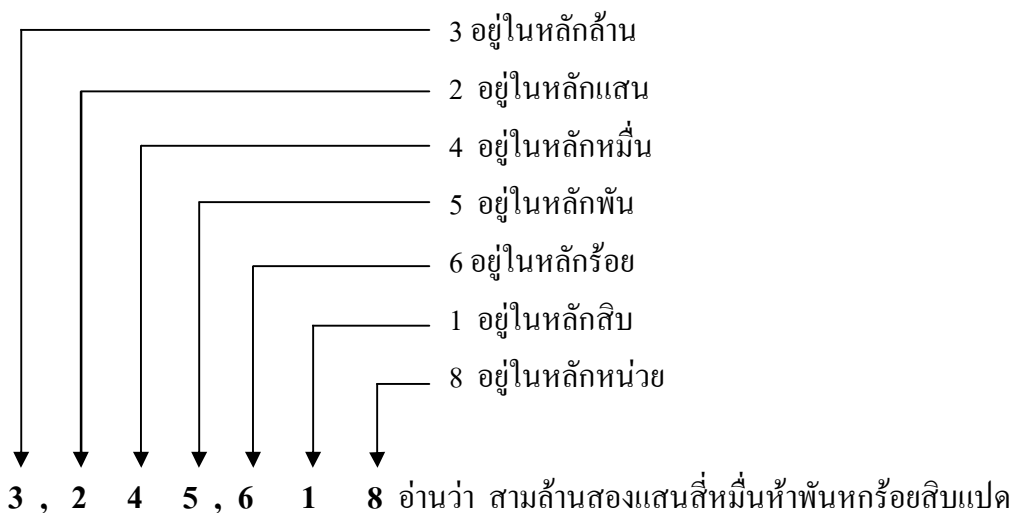 3 อยู่ในหลักล้าน
2 อยู่ในหลักแสน
4 อยู่ในหลักหมื่น
5 อยู่ในหลักพัน
6 อยู่ในหลักร้อย
1 อยู่ในหลักสิบ
8 อยู่ในหลักหน่วย
3 , 2 4 5 , 6 1 8 อ่านว่า สามล้านสองแสนสี่หมื่นห้าพันหกร้อยสิบแปด